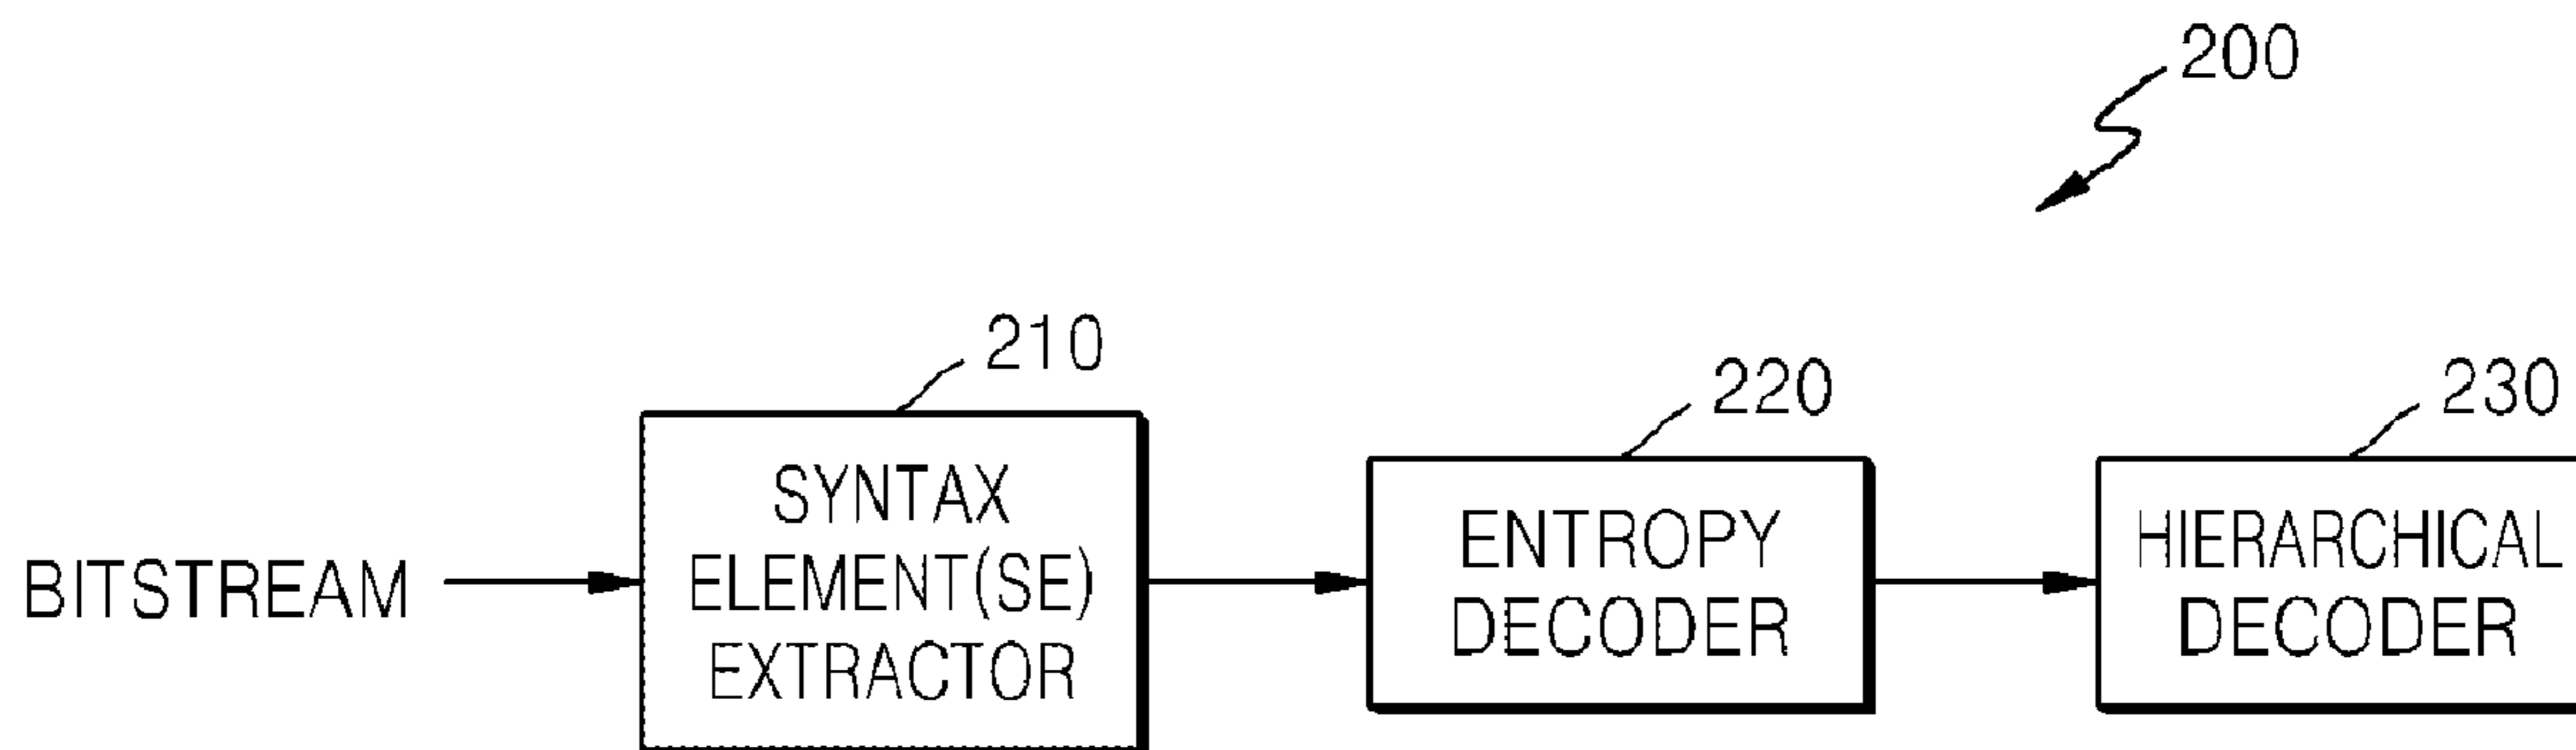 200
210
220
230
BITSTREAM
SYNTAX
ELEMENT(SE)
EXTRACTOR
ENTROPY
DECODER
HIERARCHICAL
DECODER